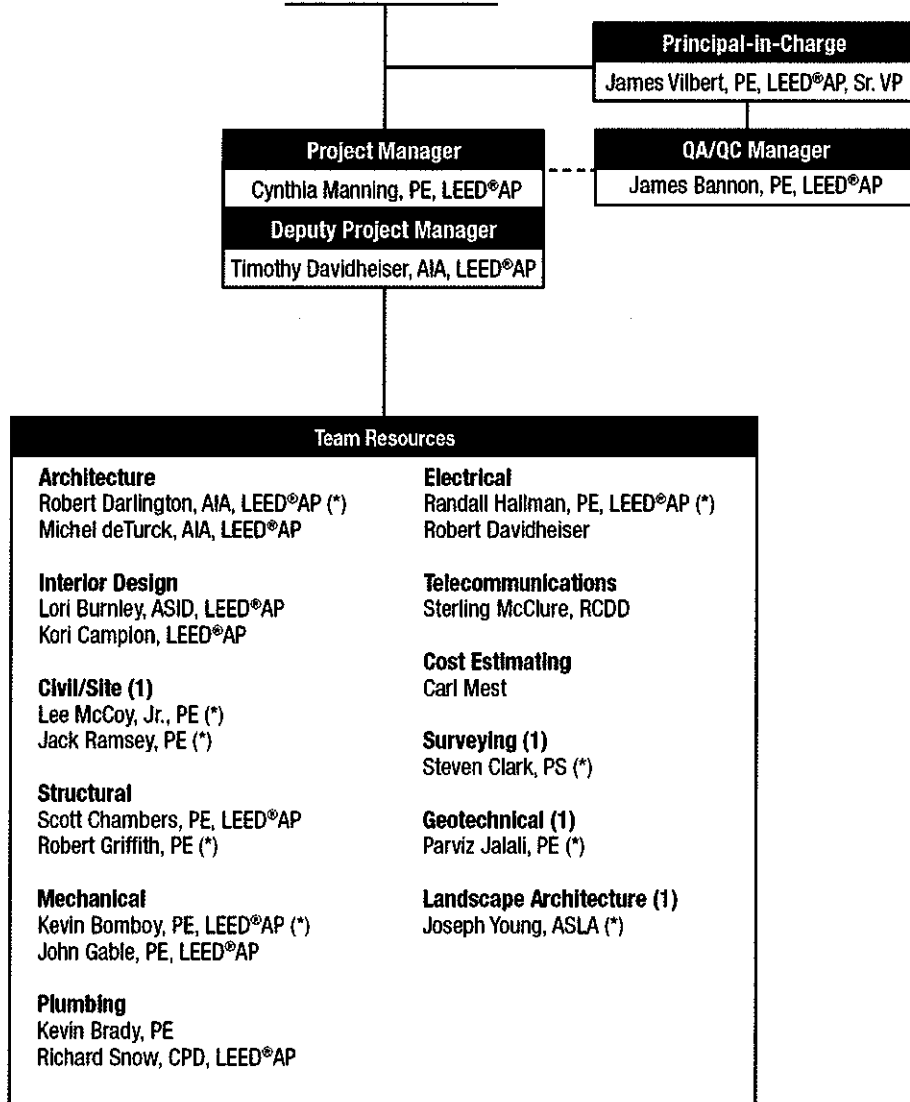 Principal-in-Charge
James Vilbert, PE, LEED®AP, Sr. VP
Project Manager
Cynthia Manning, PE, LEED®AP
Deputy Project Manager
Timothy Davidheiser, AIA, LEED®AP
QA/QC Manager
James Bannon, PE, LEED®AP
Team Resources
Architecture
Robert Darlington, AIA, LEED®AP (*)
Michel deTurck, AIA, LEED®AP
Interior Design
Lori Burnley, ASID, LEED®AP
Kori Campion, LEED®AP
Civil/Site (1)
Lee McCoy, Jr., PE (*)
Jack Ramsey, PE (*)
Structural
Scott Chambers, PE, LEED®AP
Robert Griffith, PE (*)
Mechanical
Kevin Bomboy, PE, LEED®AP (*)
John Gable, PE, LEED®AP
Plumbing
Kevin Brady, PE
Richard Snow, CPD, LEED®AP
Electrical
Randall Hallman, PE, LEED®AP (*)
Robert Davidheiser
Telecommunications
Sterling McClure, RCDD
Cost Estimating
Carl Mest
Surveying (1)
Steven Clark, PS (*)
Geotechnical (1)
Parviz Jalali, PE (*)
Landscape Architecture (1)
Joseph Young, ASLA (*)